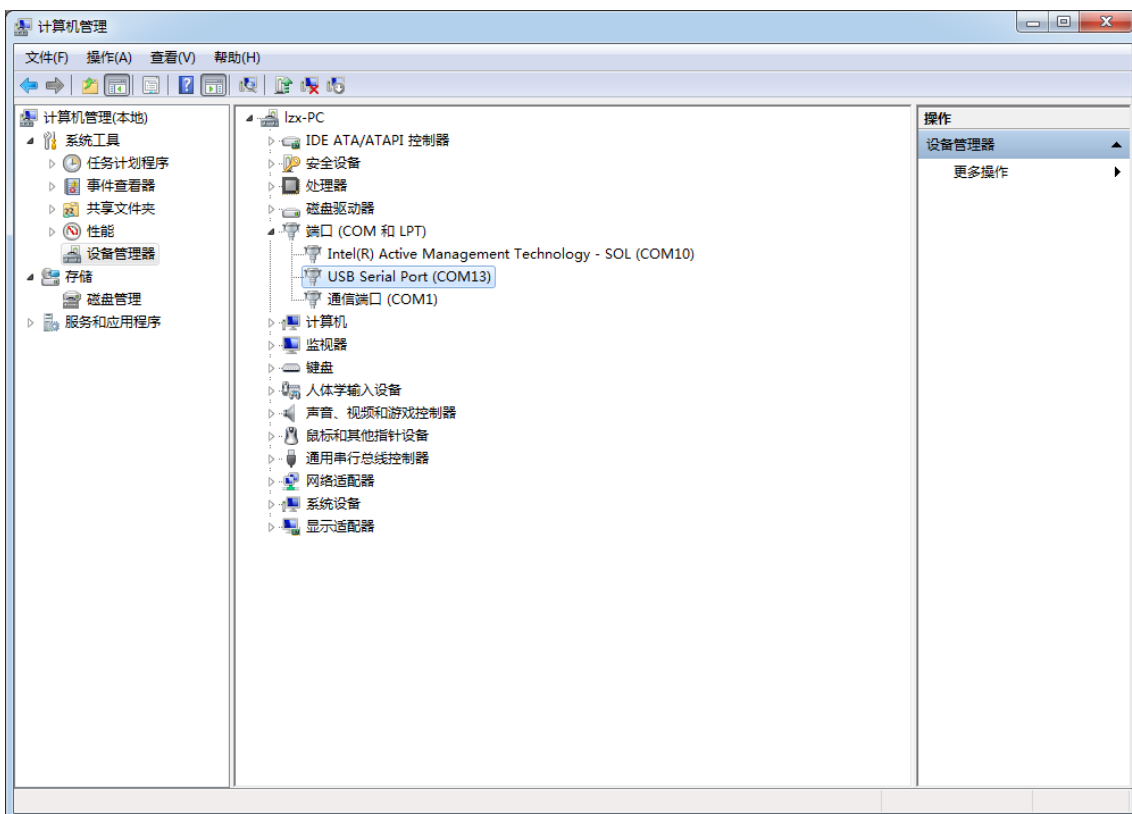 计算机管理
文件(F) 操作(A) 查看(V) 帮助(H)
计算机管理(本地)
系统工具
任务计划程序
事件查看器
共享文件夹
性能
设备管理器
存储
磁盘管理
服务和应用程序
lzx-PC
IDE ATA/ATAPI 控制器
安全设备
处理器
磁盘驱动器
端口 (COM 和 LPT)
Intel(R) Active Management Technology - SOL (COM10)
USB Serial Port (COM13)
通信端口 (COM1)
计算机
监视器
键盘
人体学输入设备
声音、视频和游戏控制器
鼠标和其他指针设备
通用串行总线控制器
网络适配器
系统设备
显示适配器
操作
设备管理器
更多操作